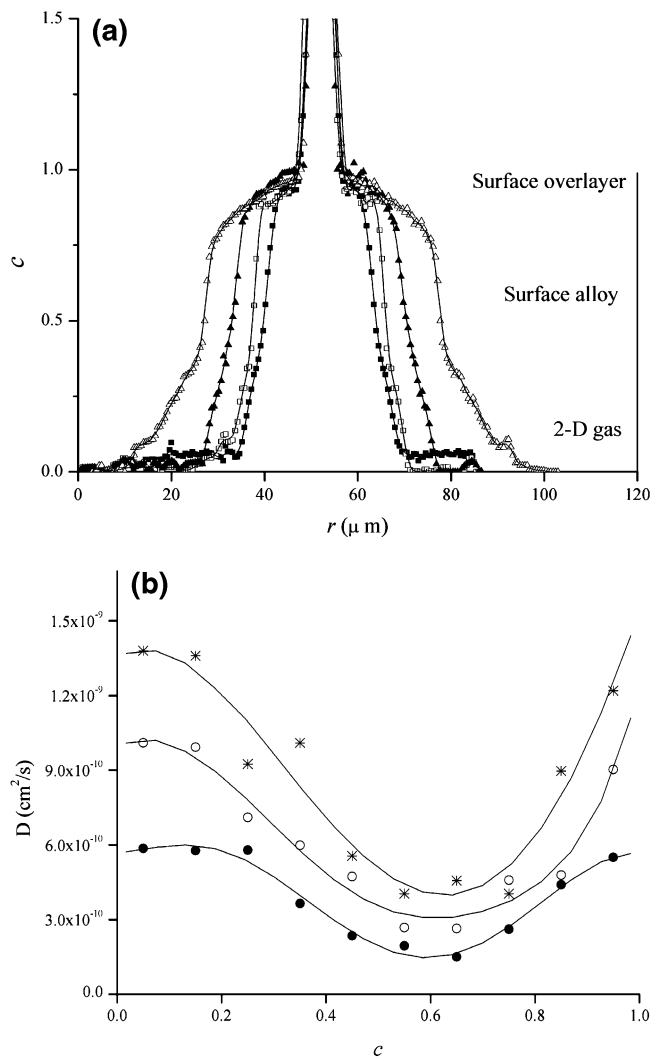 (a)
1.5
1.0
0.5
0.0
c
Surface overlayer
Surface alloy
2-D gas
0 20 40 60 80 100 120
r (μ m)
(b)
1.5x10⁻⁹
1.2x10⁻⁹
9.0x10⁻¹⁰
6.0x10⁻¹⁰
3.0x10⁻¹⁰
0.0
D (cm²/s)
0.0 0.2 0.4 0.6 0.8 1.0
c